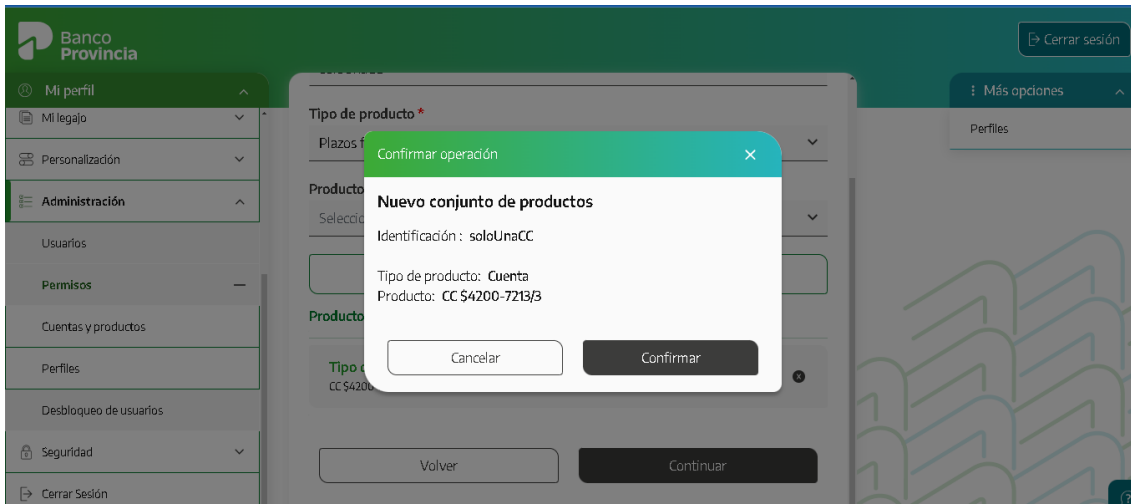 Banco
Provincia
Cerrar sesión
Mi perfil
Más opciones
Mi legajo
Perfiles
Personalización
Administración
Usuarios
Permisos
Cuentas y productos
Perfiles
Desbloqueo de usuarios
Seguridad
Cerrar Sesión
Tipo de producto *
Plazos f
Producto
Selecci
Producto
Tipo d
CC $4200
Volver
Continuar
Confirmar operación
Nuevo conjunto de productos
Identificación : soloUnaCC
Tipo de producto: Cuenta
Producto: CC $4200-7213/3
Cancelar
Confirmar